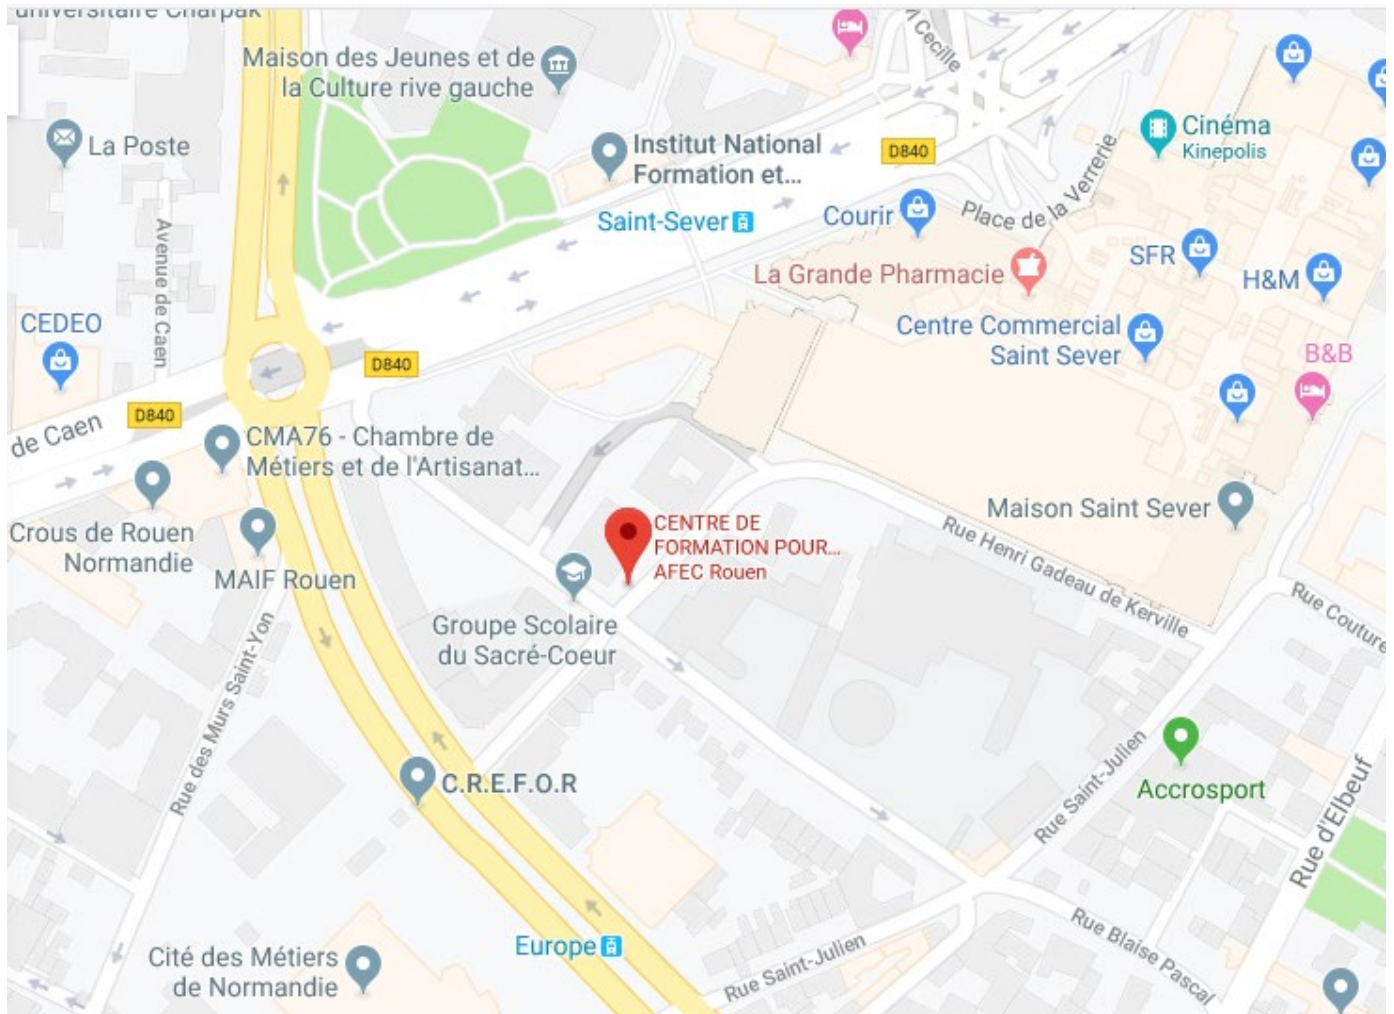 universitaire Charpak
Maison des Jeunes et de
la Culture rive gauche
Cecille
La Poste
Institut National
Formation et...
D840
Cinéma
Kinepolis
Place de la Verrerie
Saint-Sever
Courir
Avenue de Caen
La Grande Pharmacie
SFR
H&M
CEDEO
Centre Commercial
Saint Sever
B&B
D840
D840
de Caen
CMA76 - Chambre de
Métiers et de l'Artisanat...
Crous de Rouen
Normandie
MAIF Rouen
CENTRE DE
FORMATION POUR...
AFEC Rouen
Maison Saint Sever
Rue Henri Gadeau de Kerville
Rue Couture
Groupe Scolaire
du Sacré-Coeur
Rue des Murs Saint-Yon
C.R.E.F.O.R
Rue Saint-Julien
Accrosport
Rue d'Elbeuf
Europe
Cité des Métiers
de Normandie
Rue Saint-Julien
Rue Blaise Pascal